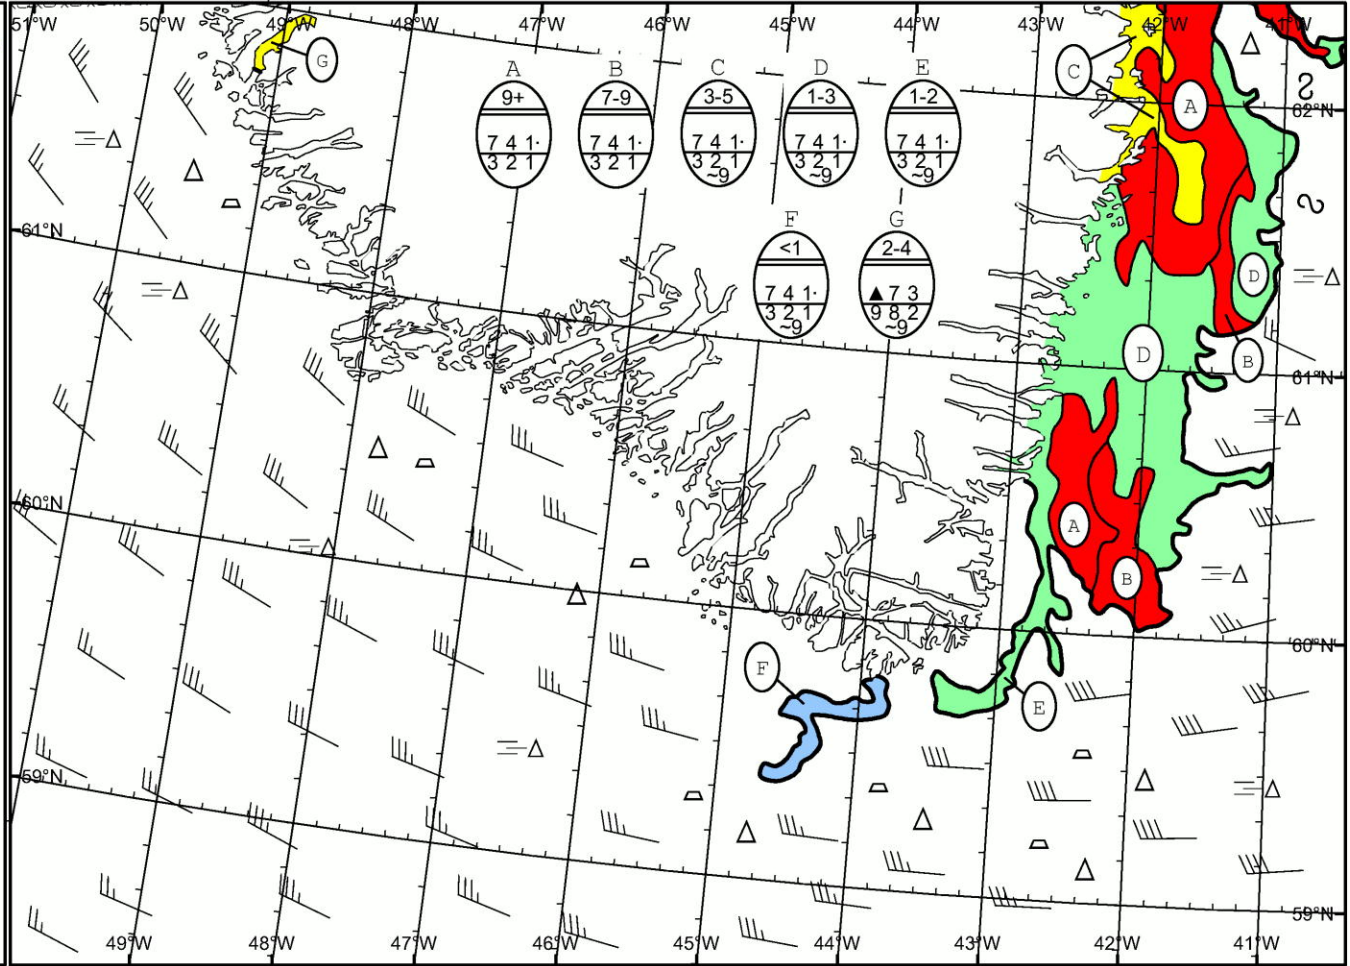 51°W 50°W 49°W 48°W 47°W 46°W 45°W 44°W 43°W 42°W 41°W
G
C
A B C D E
9+ 7-9 3-5 1-3 1-2
7 4 1· 7 4 1· 7 4 1· 7 4 1· 7 4 1·
3 2 1 3 2 1 3 2 1 3 2 1 3 2 1
~9 ~9 ~9
A
62°N
F G
<1 2-4
7 4 1· ▲ 7 3
3 2 1 9 8 2
~9 ~9
61°N
D
D
B
61°N
60°N
A
B
60°N
F
E
59°N
59°N
49°W 48°W 47°W 46°W 45°W 44°W 43°W 42°W 41°W